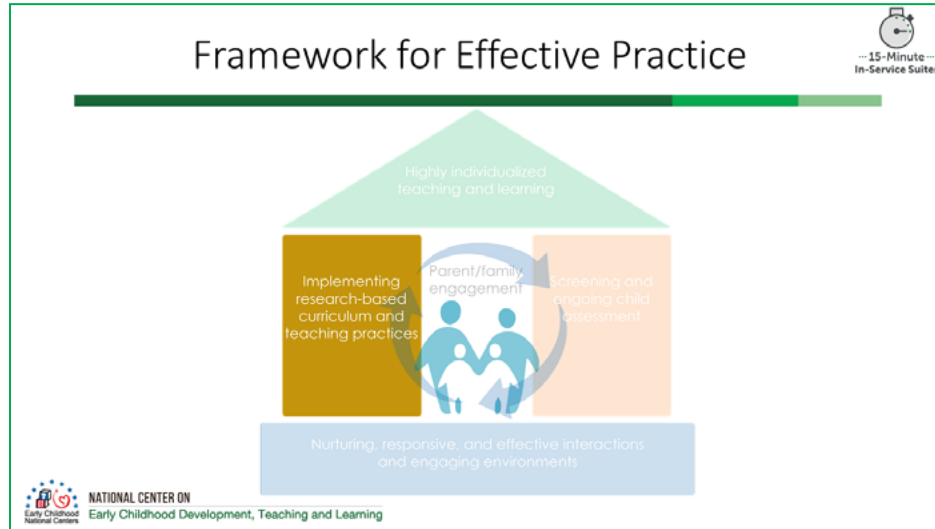 Framework for Effective Practice
15-Minute
In-Service Suites
Highly individualized
teaching and learning
Implementing
research-based
curriculum and
teaching practices
Parent/family
engagement
Screening and
ongoing child
assessment
Nurturing, responsive, and effective interactions
and engaging environments
Early Childhood
National Centers
NATIONAL CENTER ON
Early Childhood Development, Teaching and Learning